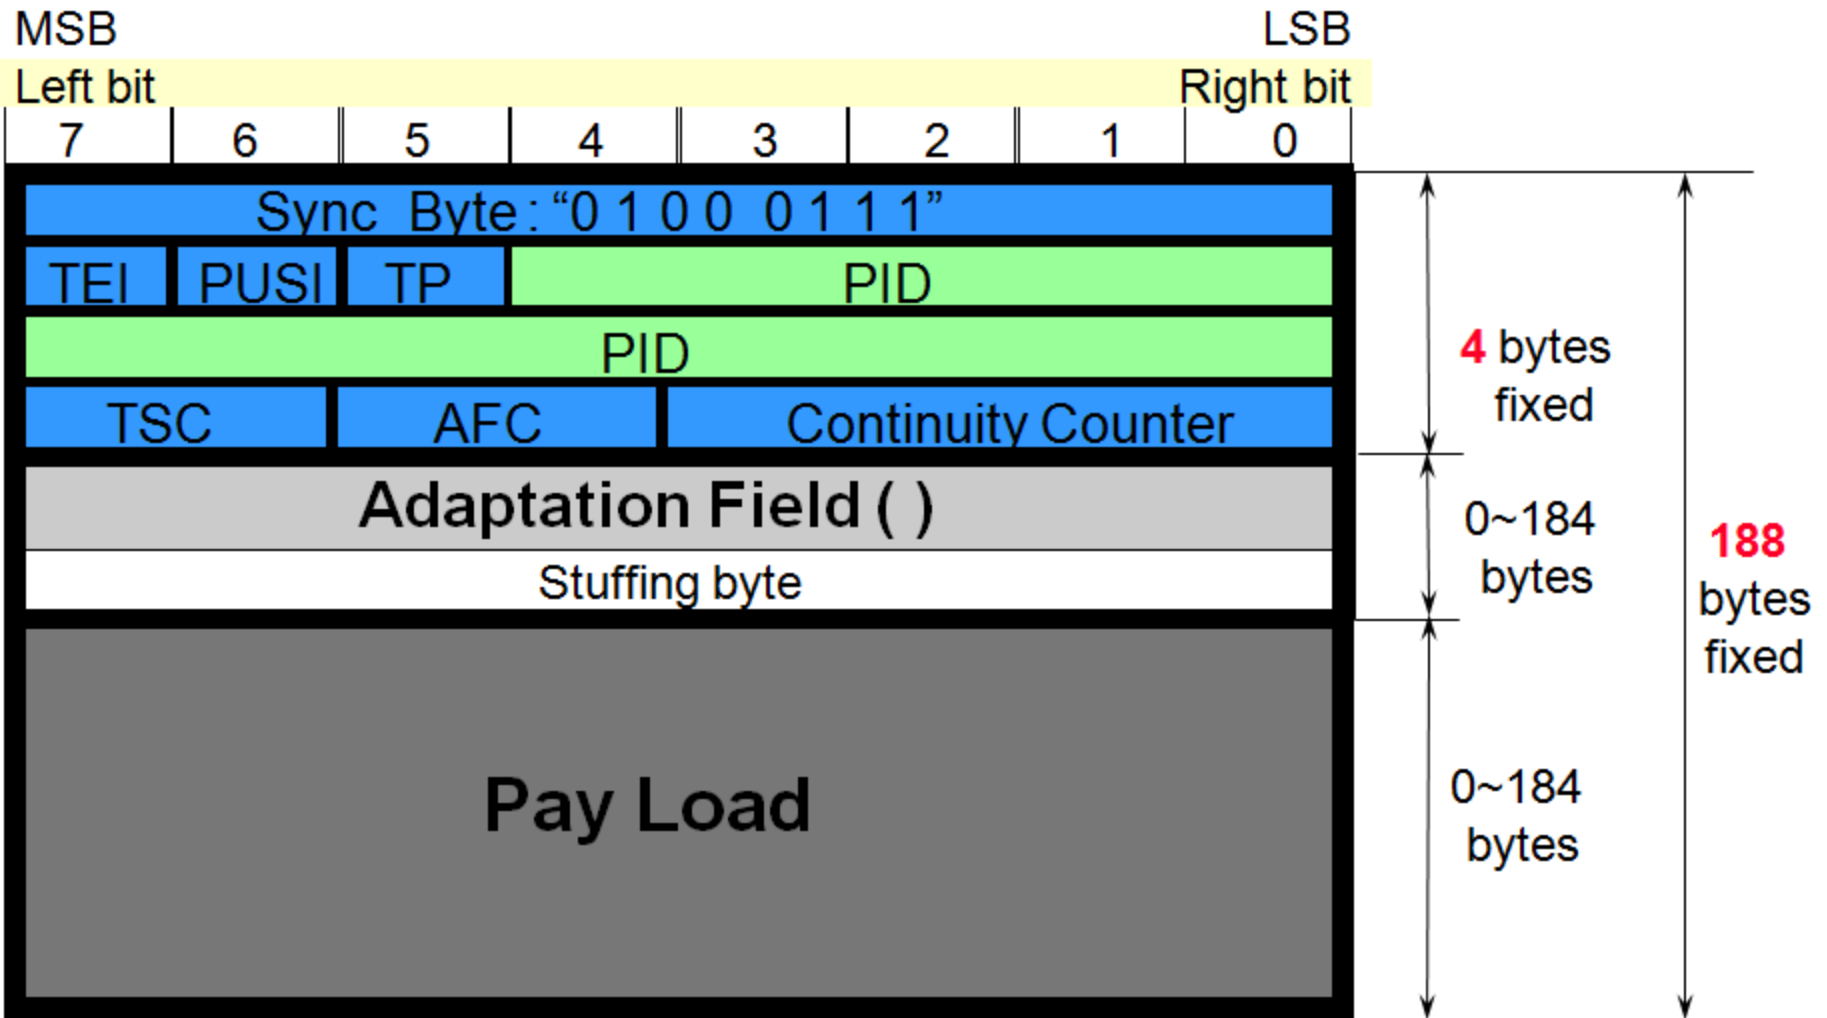 MSB LSB
Left bit Right bit
7 6 5 4 3 2 1 0
Sync Byte: “0 1 0 0 0 1 1 1”
TEI PUSI TP PID
PID
TSC AFC Continuity Counter
Adaptation Field ( )
Stuffing byte
Pay Load
4 bytes
fixed
0~184
bytes
0~184
bytes
188
bytes
fixed